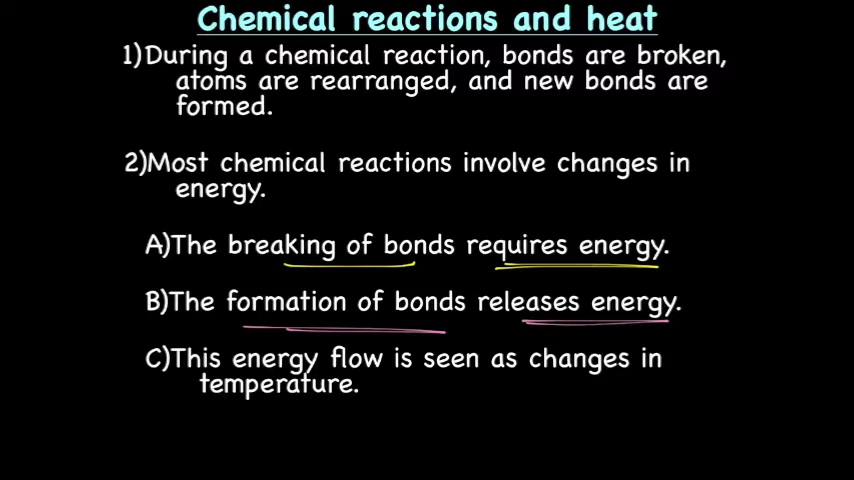 Chemical reactions and heat
1)During a chemical reaction, bonds are broken,
atoms are rearranged, and new bonds are
formed.
2)Most chemical reactions involve changes in
energy.
A)The breaking of bonds requires energy.
B)The formation of bonds releases energy.
C)This energy flow is seen as changes in
temperature.